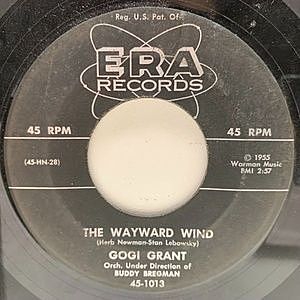 Reg. U.S. Pat. Of
ERA
RECORDS
45 RPM
45 RPM
(45-HN-28)
© 1955
Warman Music
BMI 2:57
THE WAYWARD WIND
(Herb Newman-Stan Lebowsky)
GOGI GRANT
Orch. Under Direction of
BUDDY BREGMAN
45-1013